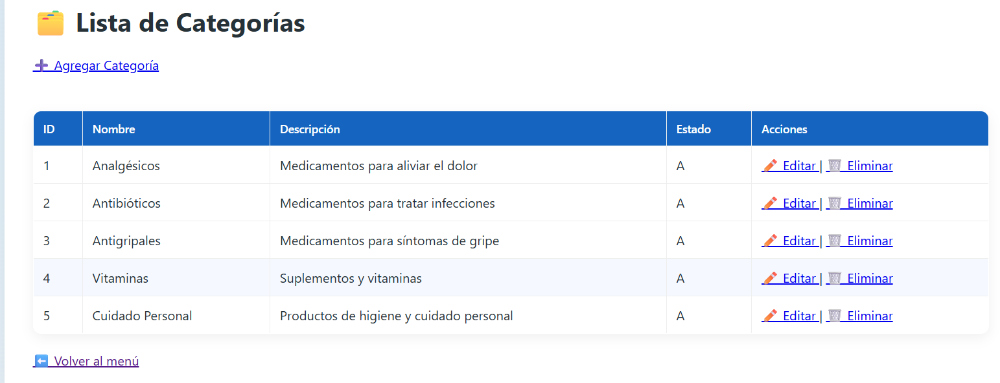 Lista de Categorías
Agregar Categoría
ID Nombre Descripción Estado Acciones
1 Analgésicos Medicamentos para aliviar el dolor A Editar | Eliminar
2 Antibióticos Medicamentos para tratar infecciones A Editar | Eliminar
3 Antigripales Medicamentos para síntomas de gripe A Editar | Eliminar
4 Vitaminas Suplementos y vitaminas A Editar | Eliminar
5 Cuidado Personal Productos de higiene y cuidado personal A Editar | Eliminar
Volver al menú